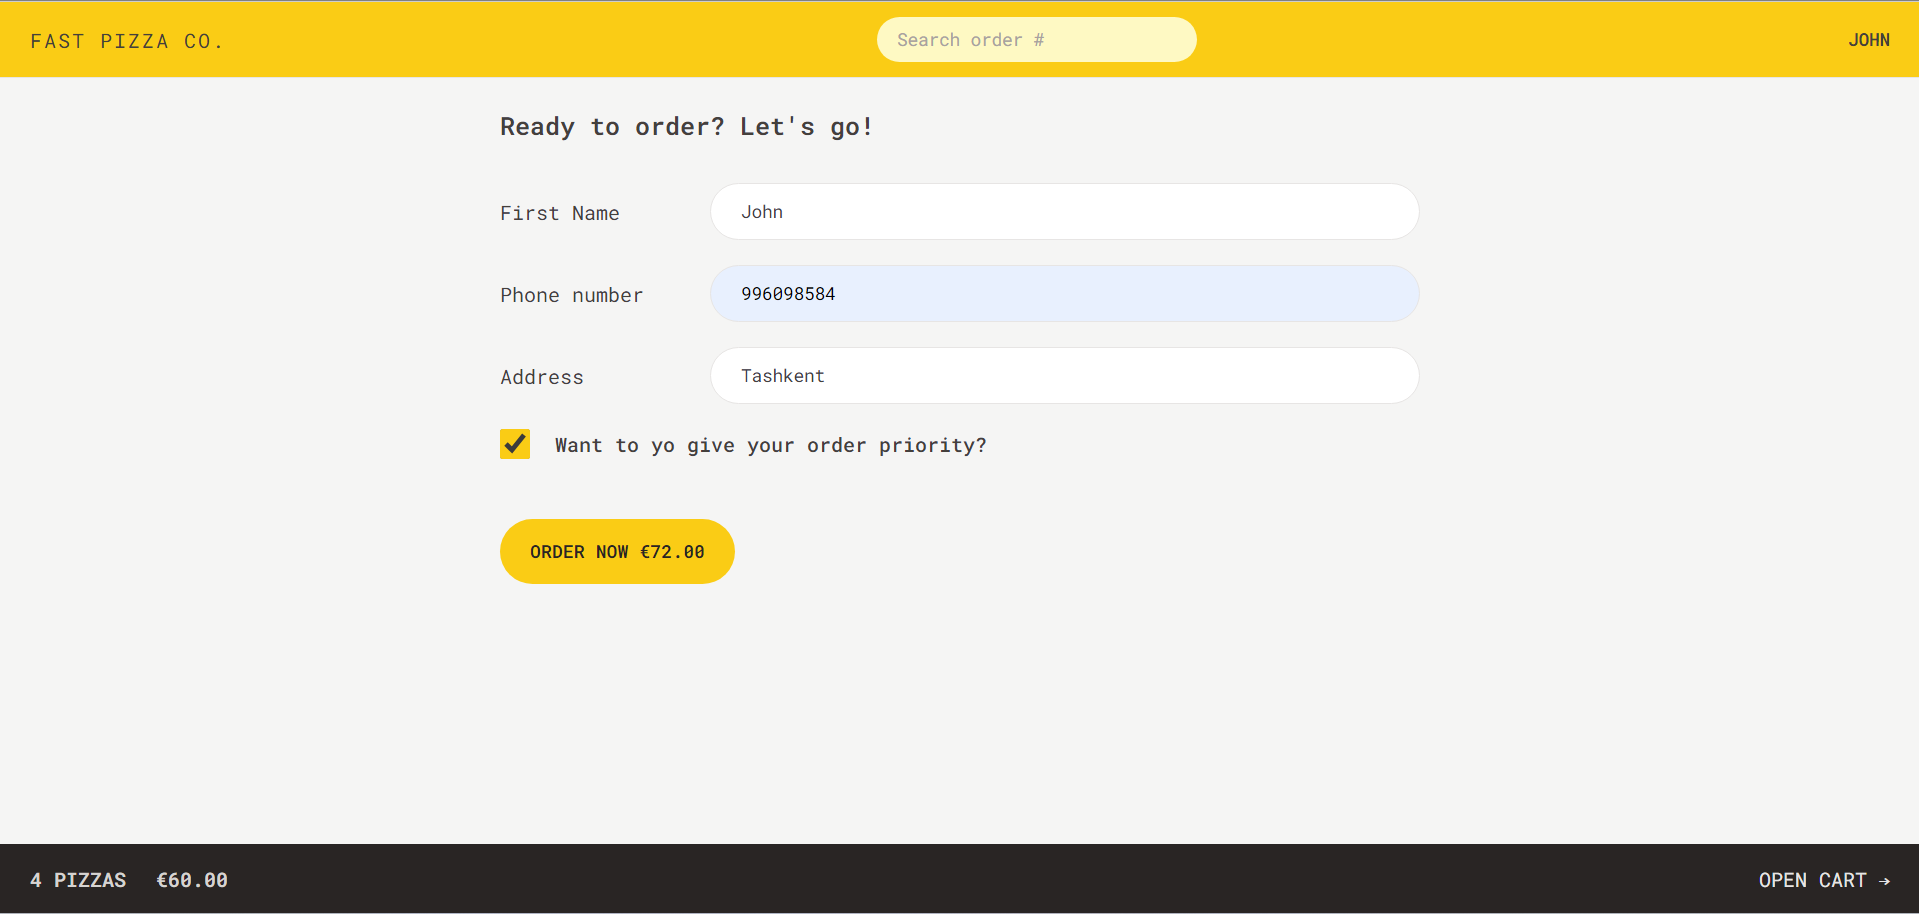 FAST PIZZA CO.
Search order #
JOHN
Ready to order? Let's go!
First Name
John
Phone number
996098584
Address
Tashkent
Want to yo give your order priority?
ORDER NOW €72.00
4 PIZZAS €60.00
OPEN CART →